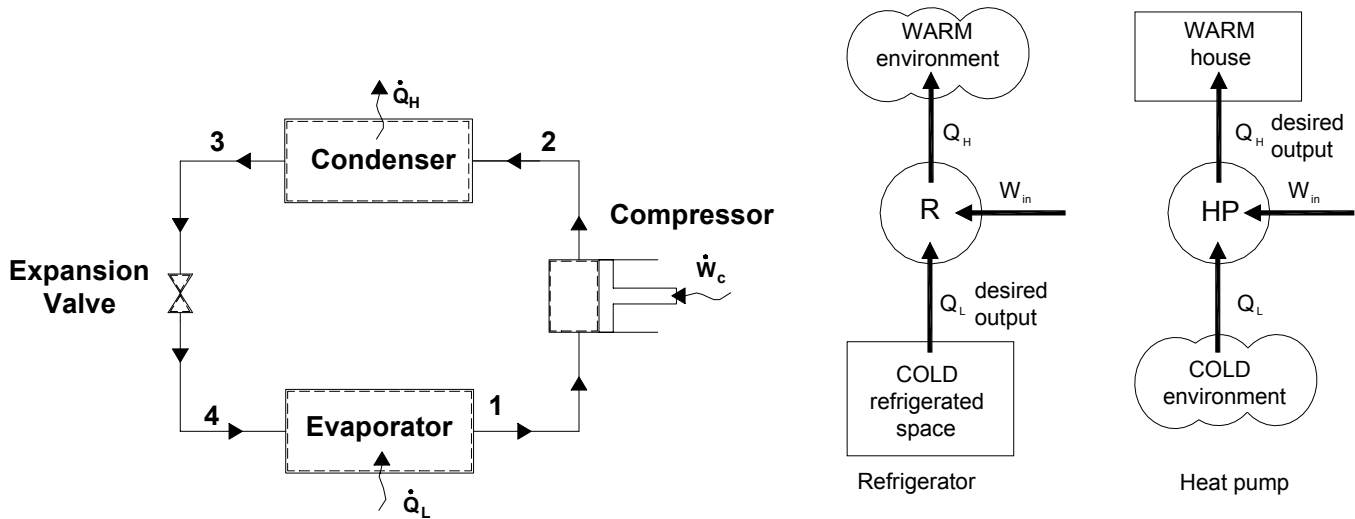 Q̇H
3
2
Condenser
Compressor
Expansion
Valve
Ẇc
4
1
Evaporator
Q̇L
WARM
environment
QH
R
Win
QL
desired
output
COLD
refrigerated
space
Refrigerator
WARM
house
QH
desired
output
HP
Win
QL
COLD
environment
Heat pump